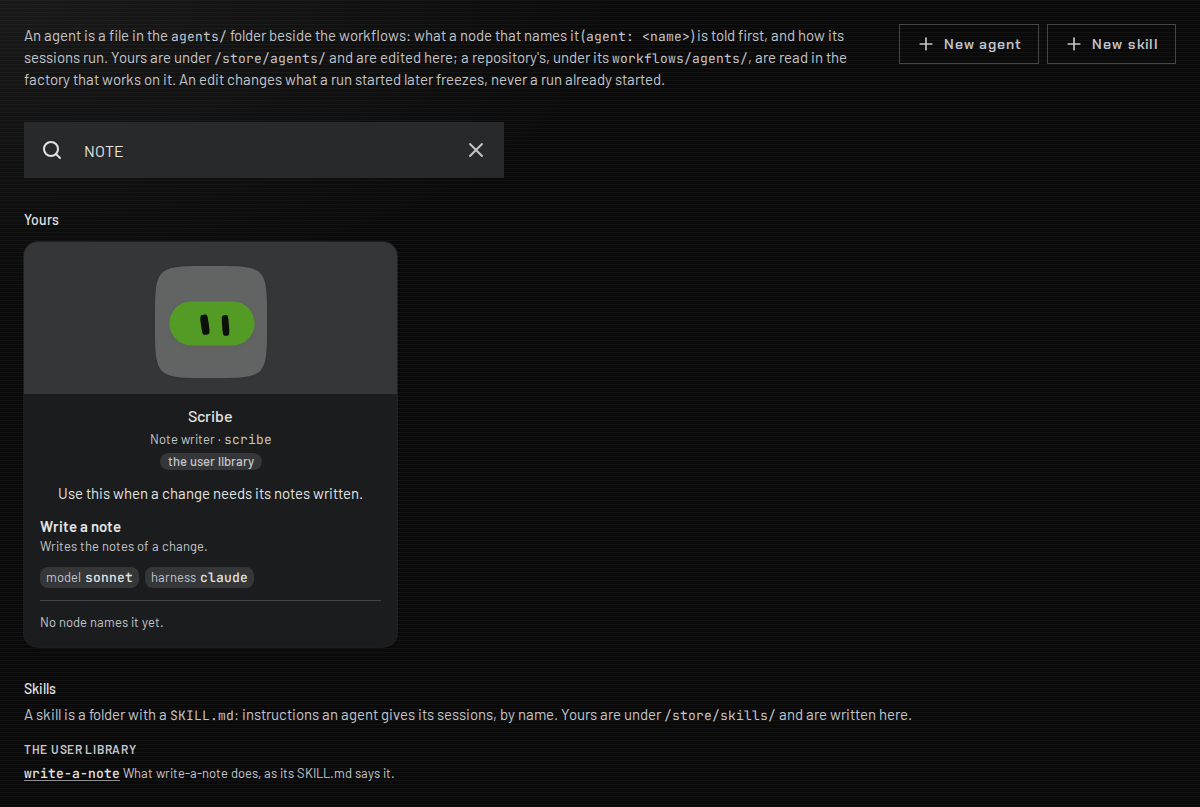 An agent is a file in the agents/ folder beside the workflows: what a node that names it (agent: <name>) is told first, and how its
sessions run. Yours are under /store/agents/ and are edited here; a repository's, under its workflows/agents/, are read in the
factory that works on it. An edit changes what a run started later freezes, never a run already started.
New agent
New skill
NOTE
Yours
Scribe
Note writer · scribe
the user library
Use this when a change needs its notes written.
Write a note
Writes the notes of a change.
model sonnet harness claude
No node names it yet.
Skills
A skill is a folder with a SKILL.md: instructions an agent gives its sessions, by name. Yours are under /store/skills/ and are written here.
THE USER LIBRARY
write-a-note What write-a-note does, as its SKILL.md says it.